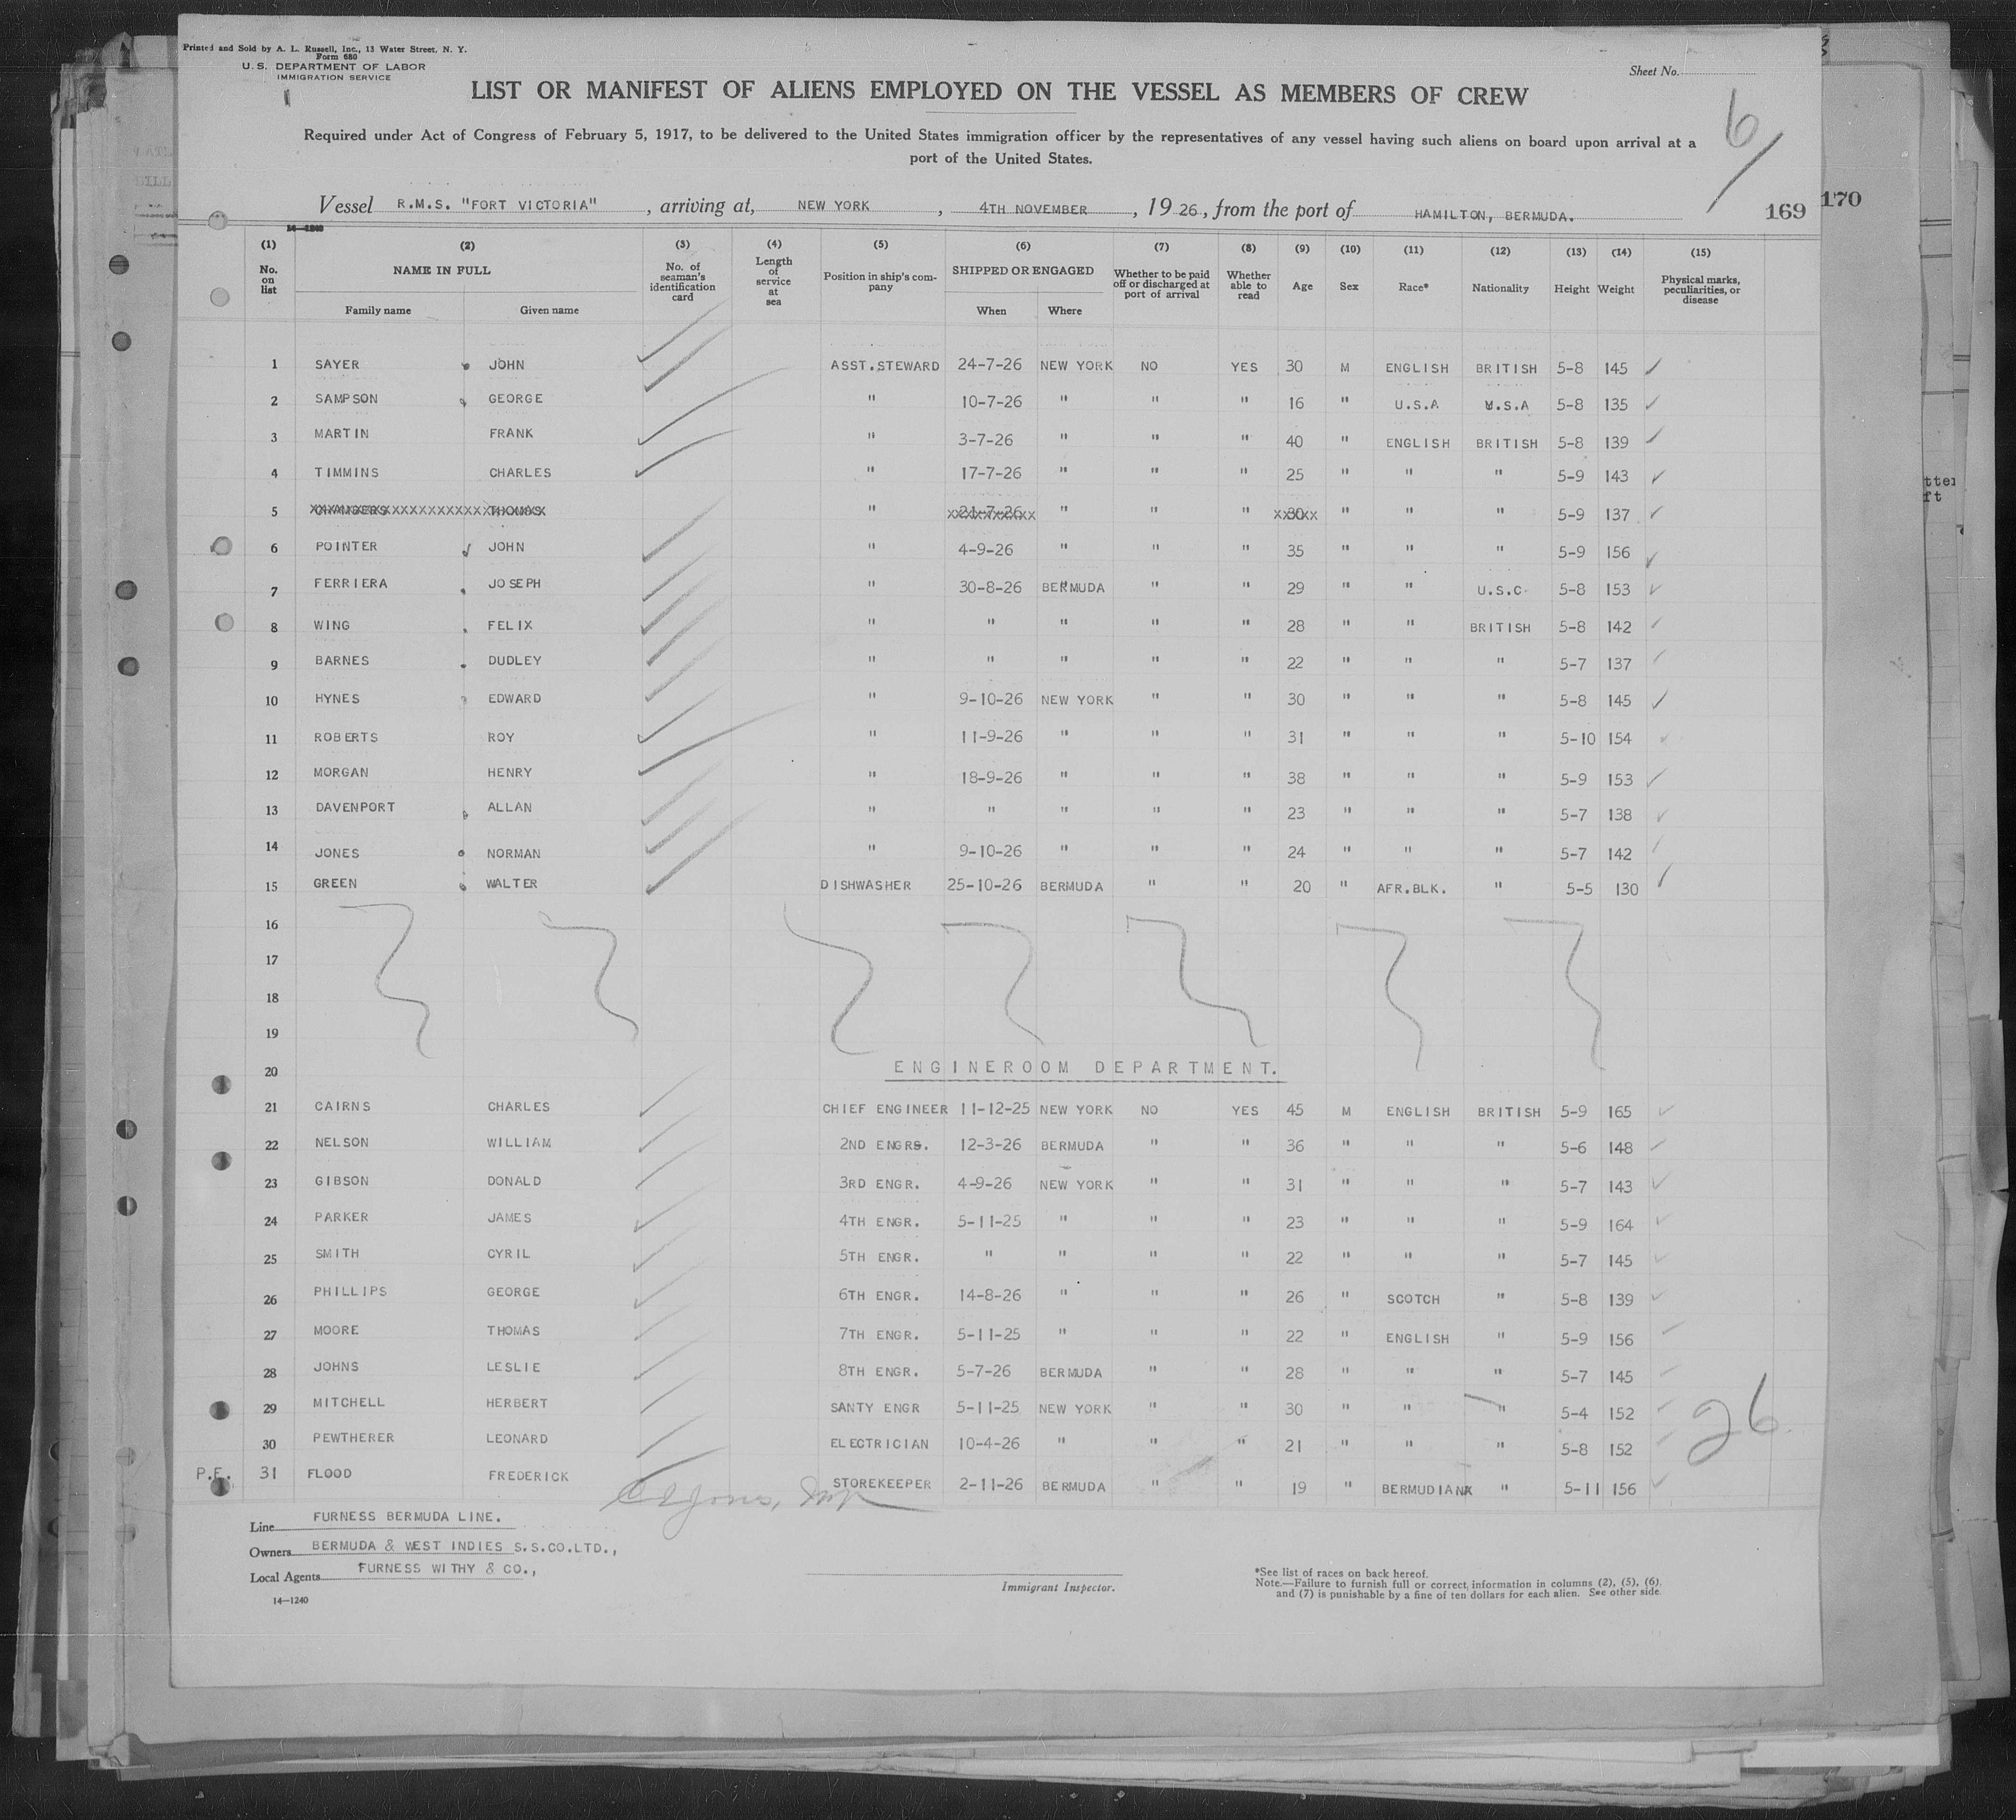 Printed and Sold by A. L. Russell, Inc., 13 Water Street, N. Y.
Form 680
U. S. DEPARTMENT OF LABOR
IMMIGRATION SERVICE
Sheet No.
6
LIST OR MANIFEST OF ALIENS EMPLOYED ON THE VESSEL AS MEMBERS OF CREW
Required under Act of Congress of February 5, 1917, to be delivered to the United States immigration officer by the representatives of any vessel having such aliens on board upon arrival at a
port of the United States.
Vessel R.M.S. "FORT VICTORIA", arriving at, NEW YORK, 4TH NOVEMBER, 1926, from the port of HAMILTON, BERMUDA.
169 170
14—1240
(1) (2) (3) (4) (5) (6) (7) (8) (9) (10) (11) (12) (13) (14) (15)
No. on list NAME IN FULL Family name Given name No. of seaman's identification card Length of service at sea Position in ship's company SHIPPED OR ENGAGED When Where Whether to be paid off or discharged at port of arrival Whether able to read Age Sex Race* Nationality Height Weight Physical marks, peculiarities, or disease
1 SAYER JOHN ASST.STEWARD 24-7-26 NEW YORK NO YES 30 M ENGLISH BRITISH 5-8 145
2 SAMPSON GEORGE " 10-7-26 " " " 16 " U.S.A U.S.A 5-8 135
3 MARTIN FRANK " 3-7-26 " " " 40 " ENGLISH BRITISH 5-8 139
4 TIMMINS CHARLES " 17-7-26 " " " 25 " " " 5-9 143
5 THOMAS " 21-7-26 " " " 30 " " " 5-9 137
6 POINTER JOHN " 4-9-26 " " " 35 " " " 5-9 156
7 FERRIERA JOSEPH " 30-8-26 BERMUDA " " 29 " " U.S.C. 5-8 153
8 WING FELIX " " " " " 28 " " BRITISH 5-8 142
9 BARNES DUDLEY " " " " " 22 " " " 5-7 137
10 HYNES EDWARD " 9-10-26 NEW YORK " " 30 " " " 5-8 145
11 ROBERTS ROY " 11-9-26 " " " 31 " " " 5-10 154
12 MORGAN HENRY " 18-9-26 " " " 38 " " " 5-9 153
13 DAVENPORT ALLAN " " " " " 23 " " " 5-7 138
14 JONES NORMAN " 9-10-26 " " " 24 " " " 5-7 142
15 GREEN WALTER DISHWASHER 25-10-26 BERMUDA " " 20 " AFR.BLK. " 5-5 130
16
17
18
19
20 ENGINEROOM DEPARTMENT.
21 CAIRNS CHARLES CHIEF ENGINEER 11-12-25 NEW YORK NO YES 45 M ENGLISH BRITISH 5-9 165
22 NELSON WILLIAM 2ND ENGRS. 12-3-26 BERMUDA " " 36 " " " 5-6 148
23 GIBSON DONALD 3RD ENGR. 4-9-26 NEW YORK " " 31 " " " 5-7 143
24 PARKER JAMES 4TH ENGR. 5-11-25 " " " 23 " " " 5-9 164
25 SMITH CYRIL 5TH ENGR. " " " " 22 " " " 5-7 145
26 PHILLIPS GEORGE 6TH ENGR. 14-8-26 " " " 26 " SCOTCH " 5-8 139
27 MOORE THOMAS 7TH ENGR. 5-11-25 " " " 22 " ENGLISH " 5-9 156
28 JOHNS LESLIE 8TH ENGR. 5-7-26 BERMUDA " " 28 " " " 5-7 145
29 MITCHELL HERBERT SANTY ENGR 5-11-25 NEW YORK " " 30 " " " 5-4 152
30 PEWTHERER LEONARD ELECTRICIAN 10-4-26 " " " 21 " " " 5-8 152
26
P.F. 31 FLOOD FREDERICK STOREKEEPER 2-11-26 BERMUDA " " 19 " BERMUDIAN " 5-11 156
Line FURNESS BERMUDA LINE.
Owners BERMUDA & WEST INDIES S.S.CO.LTD.,
Local Agents FURNESS WITHY & CO.,
14—1240
Immigrant Inspector.
*See list of races on back hereof.
Note.—Failure to furnish full or correct information in columns (2), (5), (6),
and (7) is punishable by a fine of ten dollars for each alien. See other side.